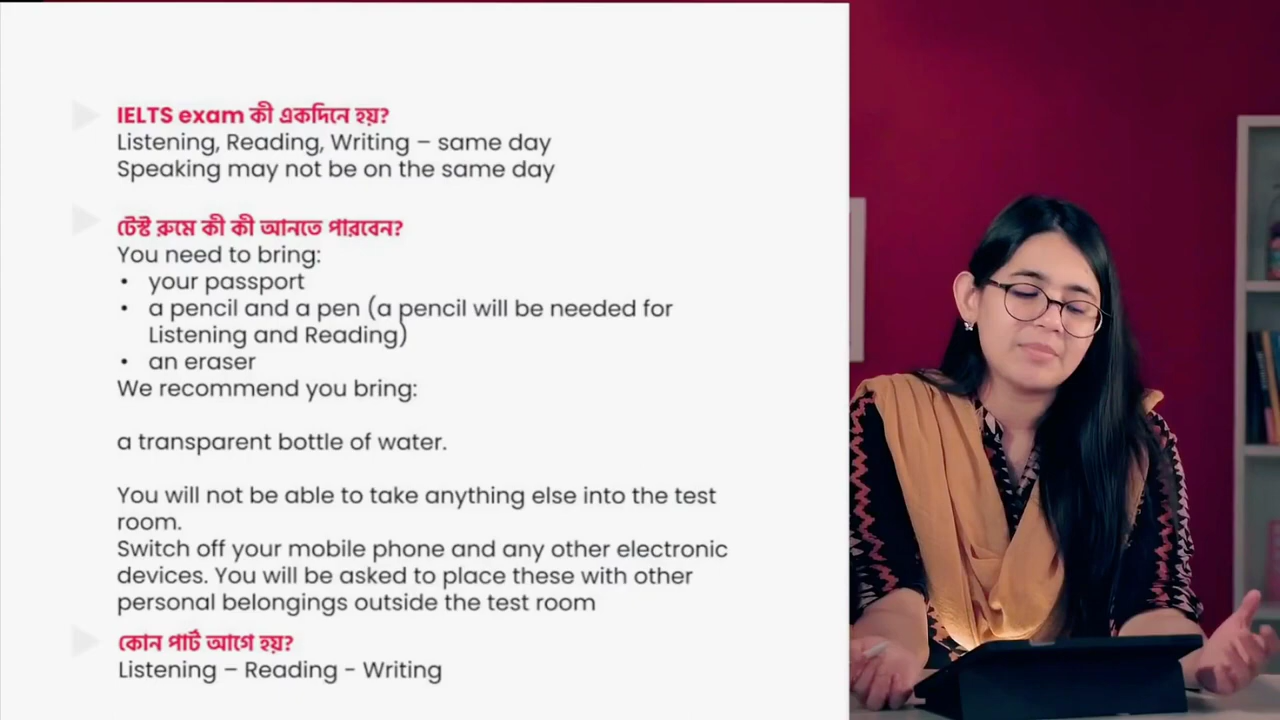 IELTS exam কী একদিনে হয়?
Listening, Reading, Writing – same day
Speaking may not be on the same day
টেস্ট রুমে কী কী আনতে পারবেন?
You need to bring:
• your passport
• a pencil and a pen (a pencil will be needed for
Listening and Reading)
• an eraser
We recommend you bring:
a transparent bottle of water.
You will not be able to take anything else into the test
room.
Switch off your mobile phone and any other electronic
devices. You will be asked to place these with other
personal belongings outside the test room
কোন পার্ট আগে হয়?
Listening – Reading - Writing